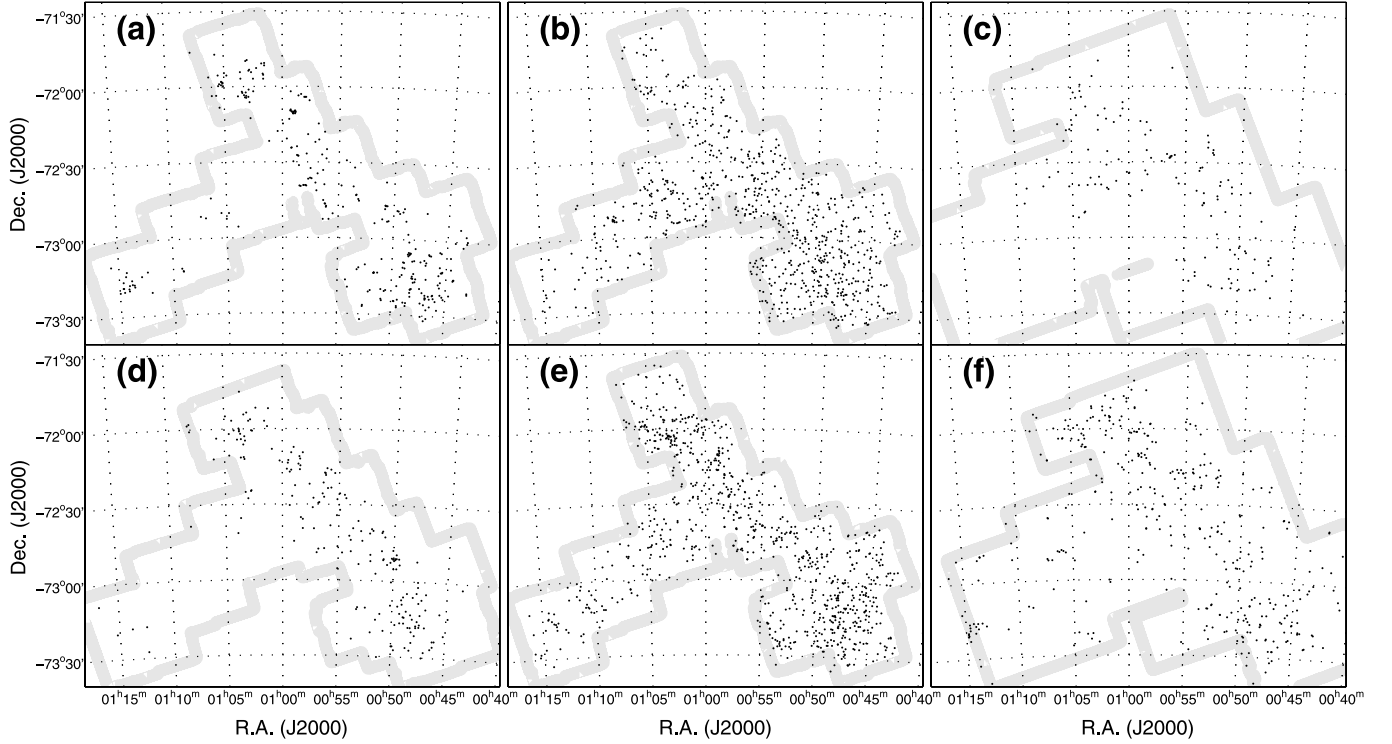 (a)
(b)
(c)
−71°30'
−72°00'
−72°30'
−73°00'
−73°30'
Dec. (J2000)
(d)
(e)
(f)
−71°30'
−72°00'
−72°30'
−73°00'
−73°30'
Dec. (J2000)
01h15m 01h10m 01h05m 01h00m 00h55m 00h50m 00h45m 00h40m
01h15m 01h10m 01h05m 01h00m 00h55m 00h50m 00h45m 00h40m
01h15m 01h10m 01h05m 01h00m 00h55m 00h50m 00h45m 00h40m
R.A. (J2000)
R.A. (J2000)
R.A. (J2000)